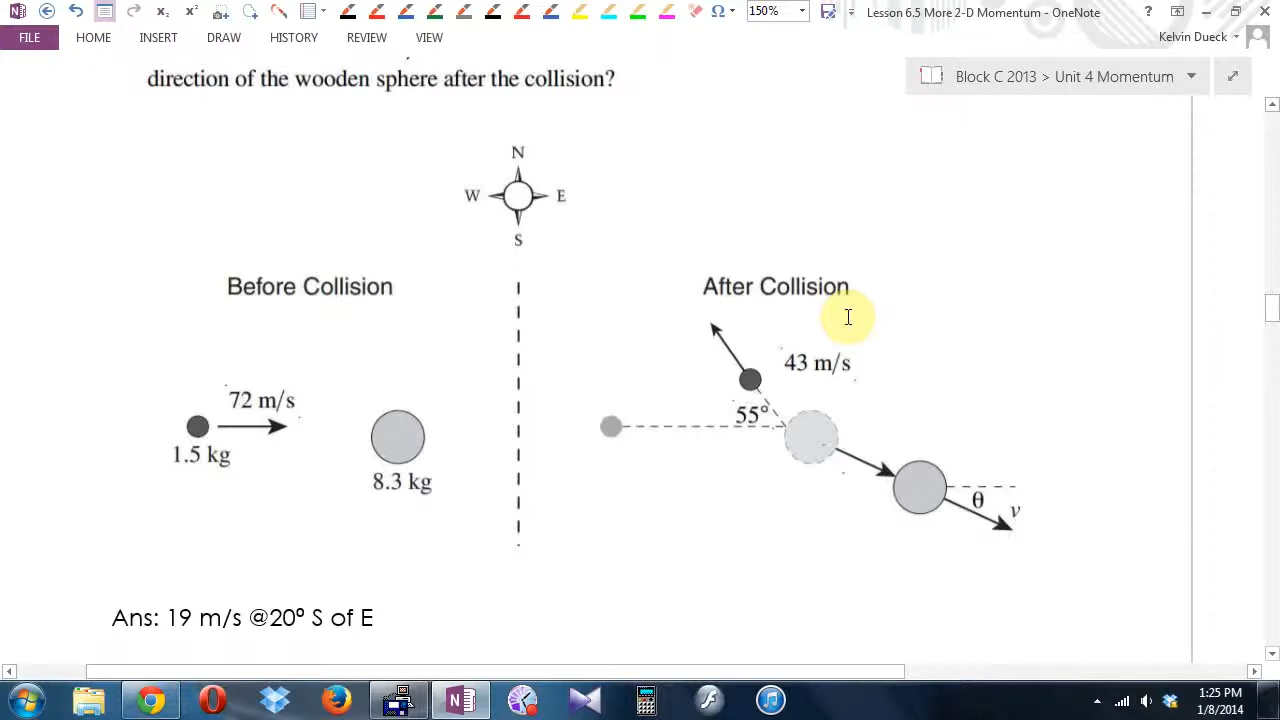 150%
Lesson 6.5 More 2-D Momentum - OneNote
FILE HOME INSERT DRAW HISTORY REVIEW VIEW
Kelvin Dueck
direction of the wooden sphere after the collision?
Block C 2013 > Unit 4 Momentum
N
W E
S
Before Collision
After Collision
43 m/s
72 m/s
55°
1.5 kg
8.3 kg
θ
v
Ans: 19 m/s @20º S of E
1:25 PM
1/8/2014